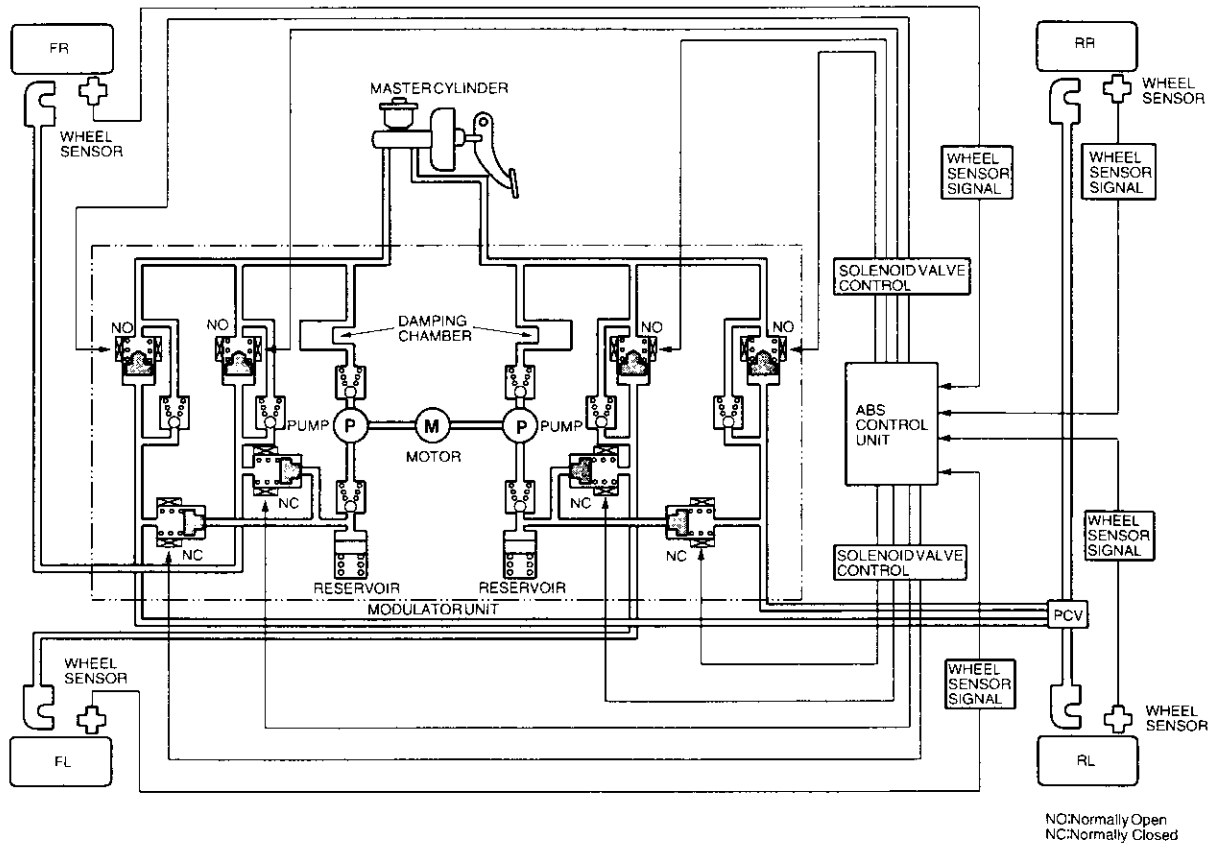 FR
WHEEL
SENSOR
MASTER CYLINDER
RR
WHEEL
SENSOR
WHEEL
SENSOR
SIGNAL
WHEEL
SENSOR
SIGNAL
SOLENOID VALVE
CONTROL
NO
NO
DAMPING
CHAMBER
NO
NO
PUMP
P
M
P
PUMP
MOTOR
ABS
CONTROL
UNIT
NC
NC
NC
NC
RESERVOIR
RESERVOIR
MODULATOR UNIT
SOLENOID VALVE
CONTROL
WHEEL
SENSOR
SIGNAL
PCV
WHEEL
SENSOR
WHEEL
SENSOR
SIGNAL
WHEEL
SENSOR
FL
RL
NO:Normally Open
NC:Normally Closed